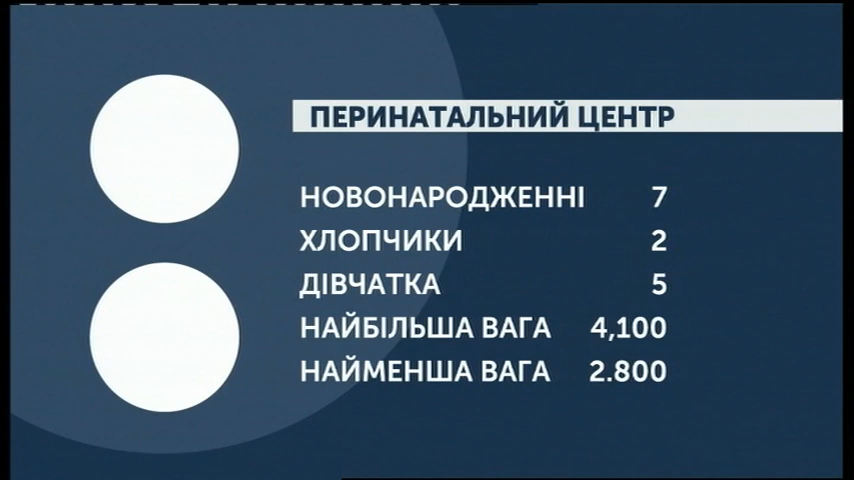 ПЕРИНАТАЛЬНИЙ ЦЕНТР
НОВОНАРОДЖЕННІ 7
ХЛОПЧИКИ 2
ДІВЧАТКА 5
НАЙБІЛЬША ВАГА 4,100
НАЙМЕНША ВАГА 2.800